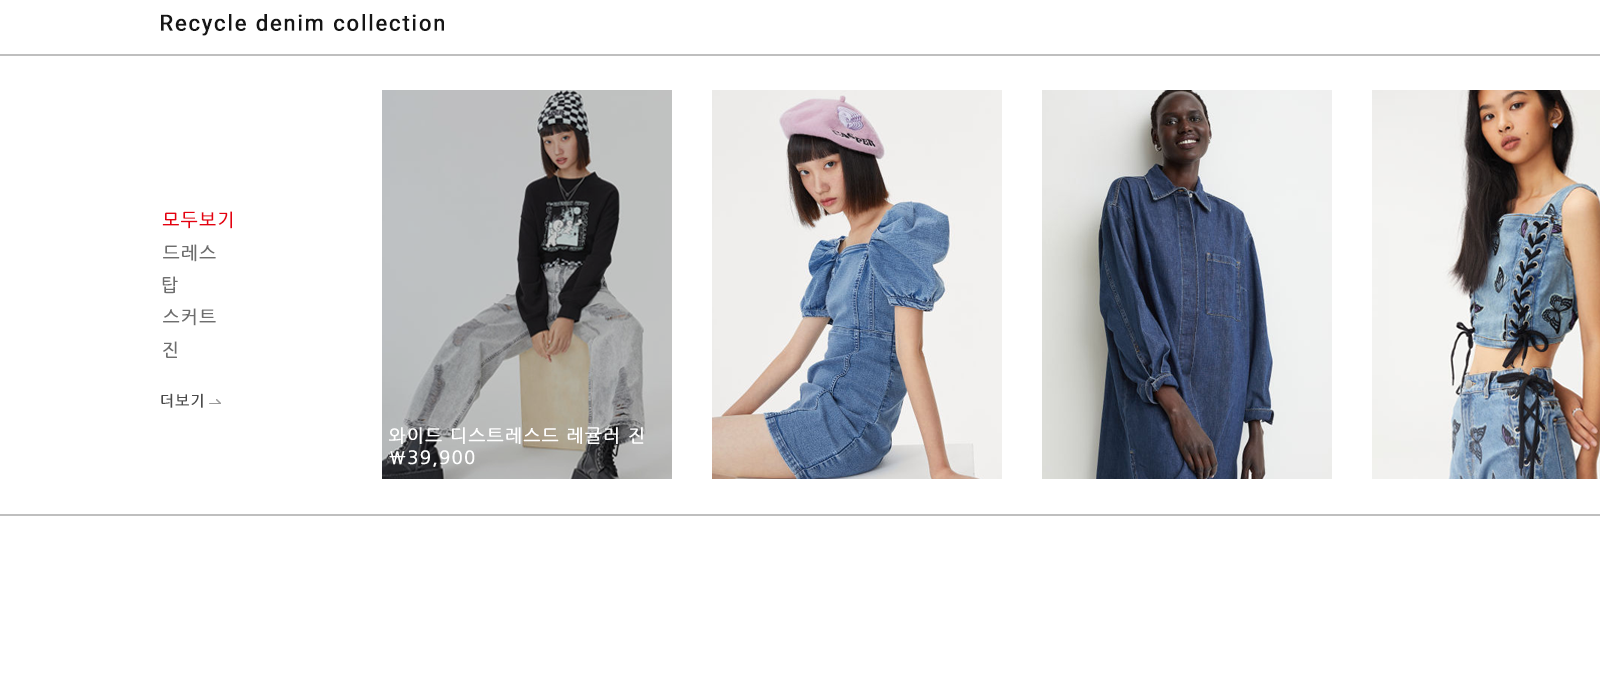 Recycle denim collection
모두보기
드레스
탑
스커트
진
더보기
와이드 디스트레스드 레귤러 진
₩39,900